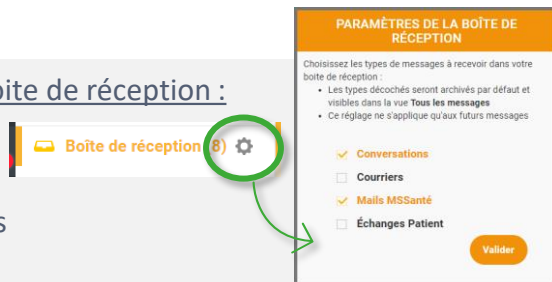 oite de réception :
Boîte de réception (8)
s
PARAMÈTRES DE LA BOÎTE DE
RÉCEPTION
Choisissez les types de messages à recevoir dans votre
boite de réception :
• Les types décochés seront archivés par défaut et
visibles dans la vue Tous les messages
• Ce réglage ne s'applique qu'aux futurs messages
Conversations
Courriers
Mails MSSanté
Échanges Patient
Valider